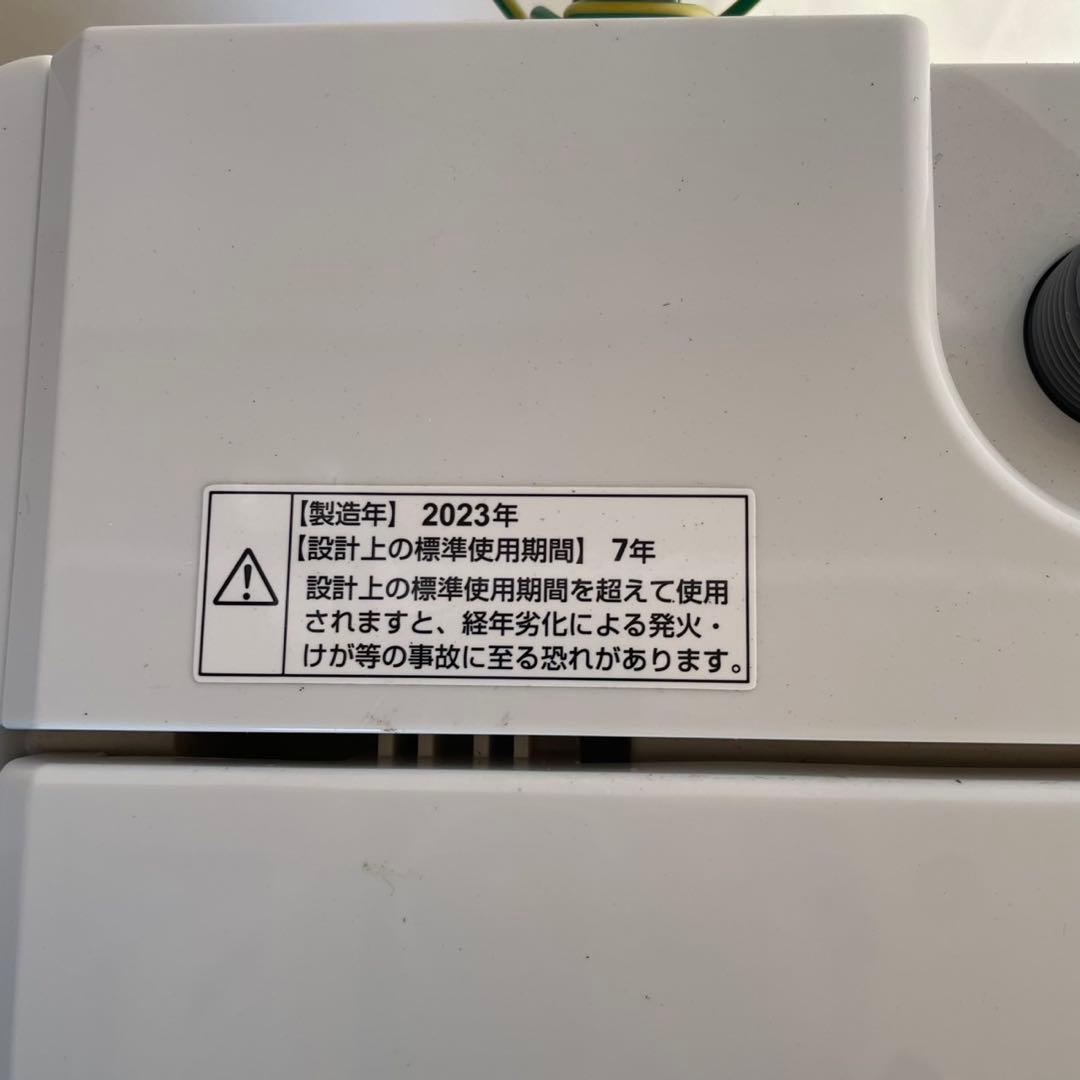 【製造年】 2023年
【設計上の標準使用期間】 7年
設計上の標準使用期間を超えて使用
されますと、経年劣化による発火・
けが等の事故に至る恐れがあります。